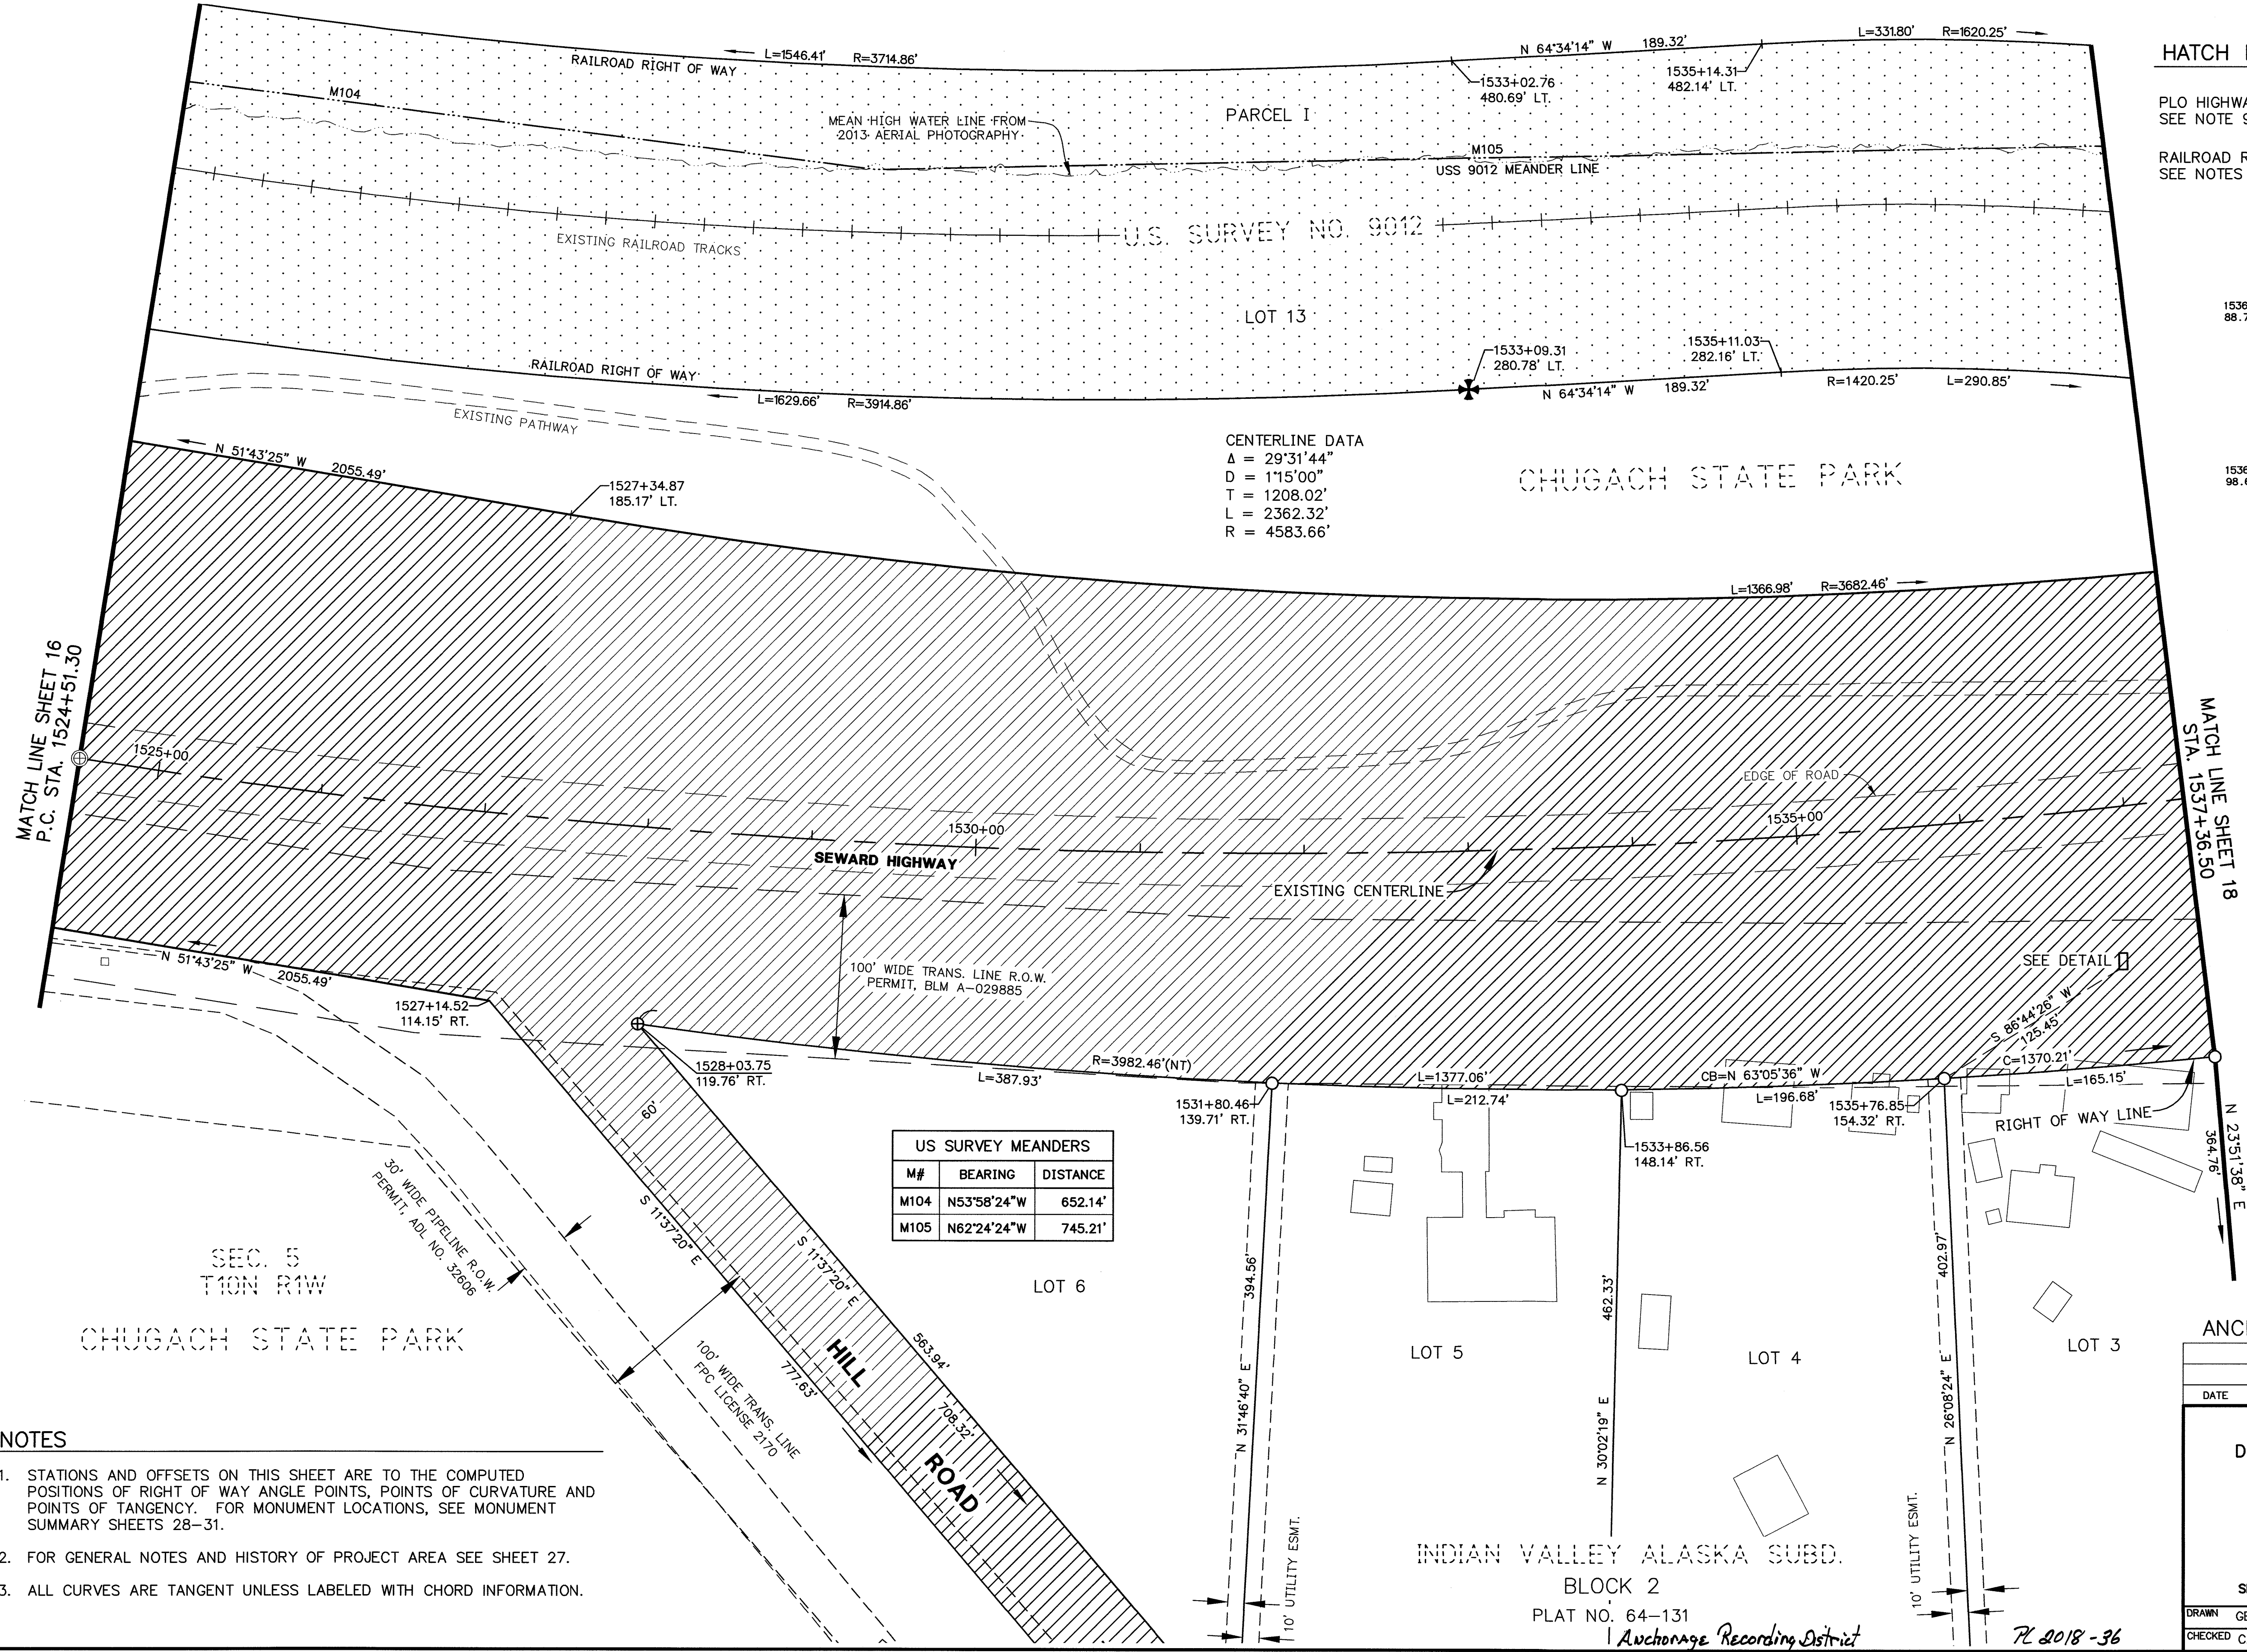 L=1546.41' R=3714.86'
N 64°34'14" W 189.32'
L=331.80' R=1620.25'
HATCH
RAILROAD RIGHT OF WAY
1533+02.76
480.69' LT.
1535+14.31
482.14' LT.
M104
PARCEL I
PLO HIGHWA
SEE NOTE 9
MEAN HIGH WATER LINE FROM
2013 AERIAL PHOTOGRAPHY
M105
USS 9012 MEANDER LINE
RAILROAD R
SEE NOTES
EXISTING RAILROAD TRACKS
U.S. SURVEY NO. 9012
LOT 13
1536
88.7
RAILROAD RIGHT OF WAY
1533+09.31
280.78' LT.
1535+11.03
282.16' LT.
L=1629.66' R=3914.86'
N 64°34'14" W 189.32'
R=1420.25' L=290.85'
EXISTING PATHWAY
N 51°43'25" W 2055.49'
CENTERLINE DATA
Δ = 29°31'44"
D = 1°15'00"
T = 1208.02'
L = 2362.32'
R = 4583.66'
CHUGACH STATE PARK
1536
98.6
1527+34.87
185.17' LT.
L=1366.98' R=3682.46'
MATCH LINE SHEET 16
P.C. STA. 1524+51.30
MATCH LINE SHEET 18
STA. 1537+36.50
1525+00
EDGE OF ROAD
1530+00
1535+00
SEWARD HIGHWAY
EXISTING CENTERLINE
N 51°43'25" W 2055.49'
100' WIDE TRANS. LINE R.O.W.
PERMIT, BLM A-029885
SEE DETAIL
1527+14.52
114.15' RT.
S 86°44'26" W
125.45'
1528+03.75
119.76' RT.
R=3982.46'(NT)
L=387.93'
L=1377.06'
L=212.74'
CB=N 63°05'36" W
L=196.68'
C=1370.21'
L=165.15'
60'
1531+80.46
139.71' RT.
1535+76.85
154.32' RT.
RIGHT OF WAY LINE
1533+86.56
148.14' RT.
N 23°51'38" E
364.76'
US SURVEY MEANDERS
M# BEARING DISTANCE
M104 N53°58'24"W 652.14'
M105 N62°24'24"W 745.21'
30' WIDE PIPELINE R.O.W.
PERMIT, ADL NO. 32606
S 11°37'20" E
777.63'
S 11°37'20" E
563.94'
708.32'
SEC. 5
T10N R1W
CHUGACH STATE PARK
LOT 6
394.56'
N 31°46'40" E
462.33'
N 30°02'19" E
402.97'
N 26°08'24" E
100' WIDE TRANS. LINE
FPC LICENSE 2170
HILL
ROAD
LOT 5
LOT 4
LOT 3
ANC
DATE
D
NOTES
1. STATIONS AND OFFSETS ON THIS SHEET ARE TO THE COMPUTED
POSITIONS OF RIGHT OF WAY ANGLE POINTS, POINTS OF CURVATURE AND
POINTS OF TANGENCY. FOR MONUMENT LOCATIONS, SEE MONUMENT
SUMMARY SHEETS 28-31.
2. FOR GENERAL NOTES AND HISTORY OF PROJECT AREA SEE SHEET 27.
3. ALL CURVES ARE TANGENT UNLESS LABELED WITH CHORD INFORMATION.
10' UTILITY ESMT.
10' UTILITY ESMT.
INDIAN VALLEY ALASKA SUBD.
BLOCK 2
PLAT NO. 64-131
Anchorage Recording District
PL 2018-36
S
DRAWN GE
CHECKED C